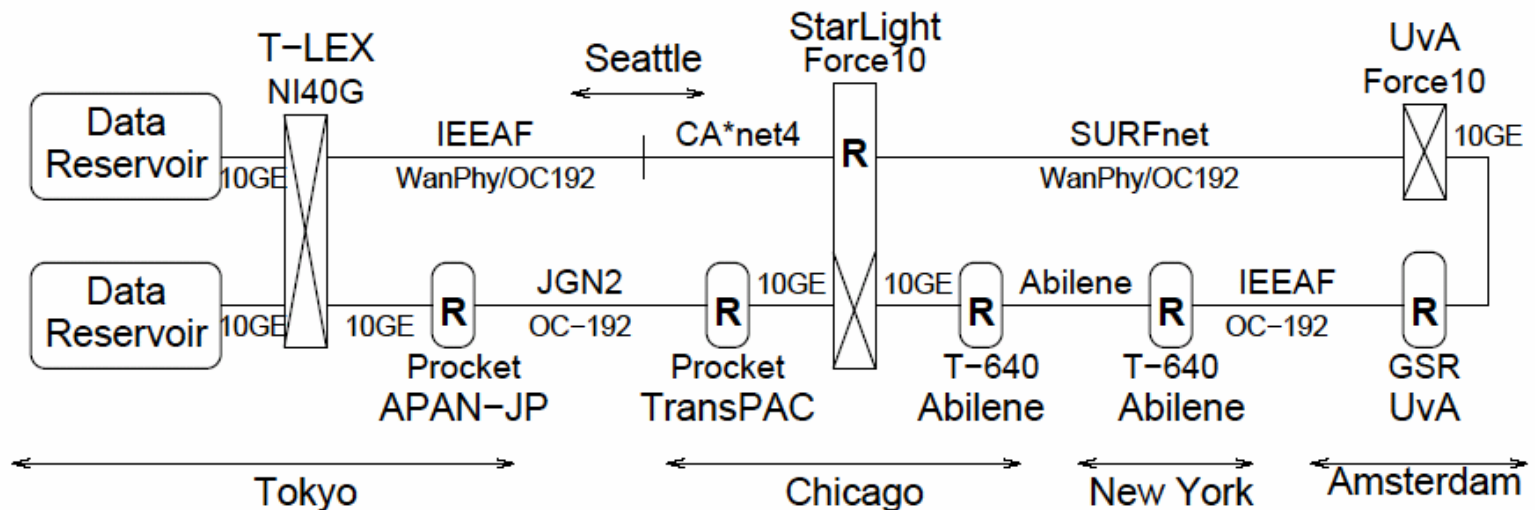 T−LEX
NI40G
Seattle
StarLight
Force10
UvA
Force10
Data
Reservoir
10GE
IEEAF
WanPhy/OC192
CA*net4
R
SURFnet
WanPhy/OC192
10GE
Data
Reservoir
10GE
10GE
R
Procket
APAN−JP
JGN2
OC−192
R
Procket
TransPAC
10GE
10GE
R
T−640
Abilene
Abilene
R
T−640
Abilene
IEEAF
OC−192
R
GSR
UvA
Tokyo
Chicago
New York
Amsterdam